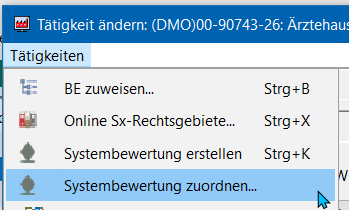 Tätigkeit ändern: (DMO)00-90743-26: Ärztehaus
Tätigkeiten
BE zuweisen... Strg+B
Online Sx-Rechtsgebiete... Strg+X
Systembewertung erstellen Strg+K
Systembewertung zuordnen...